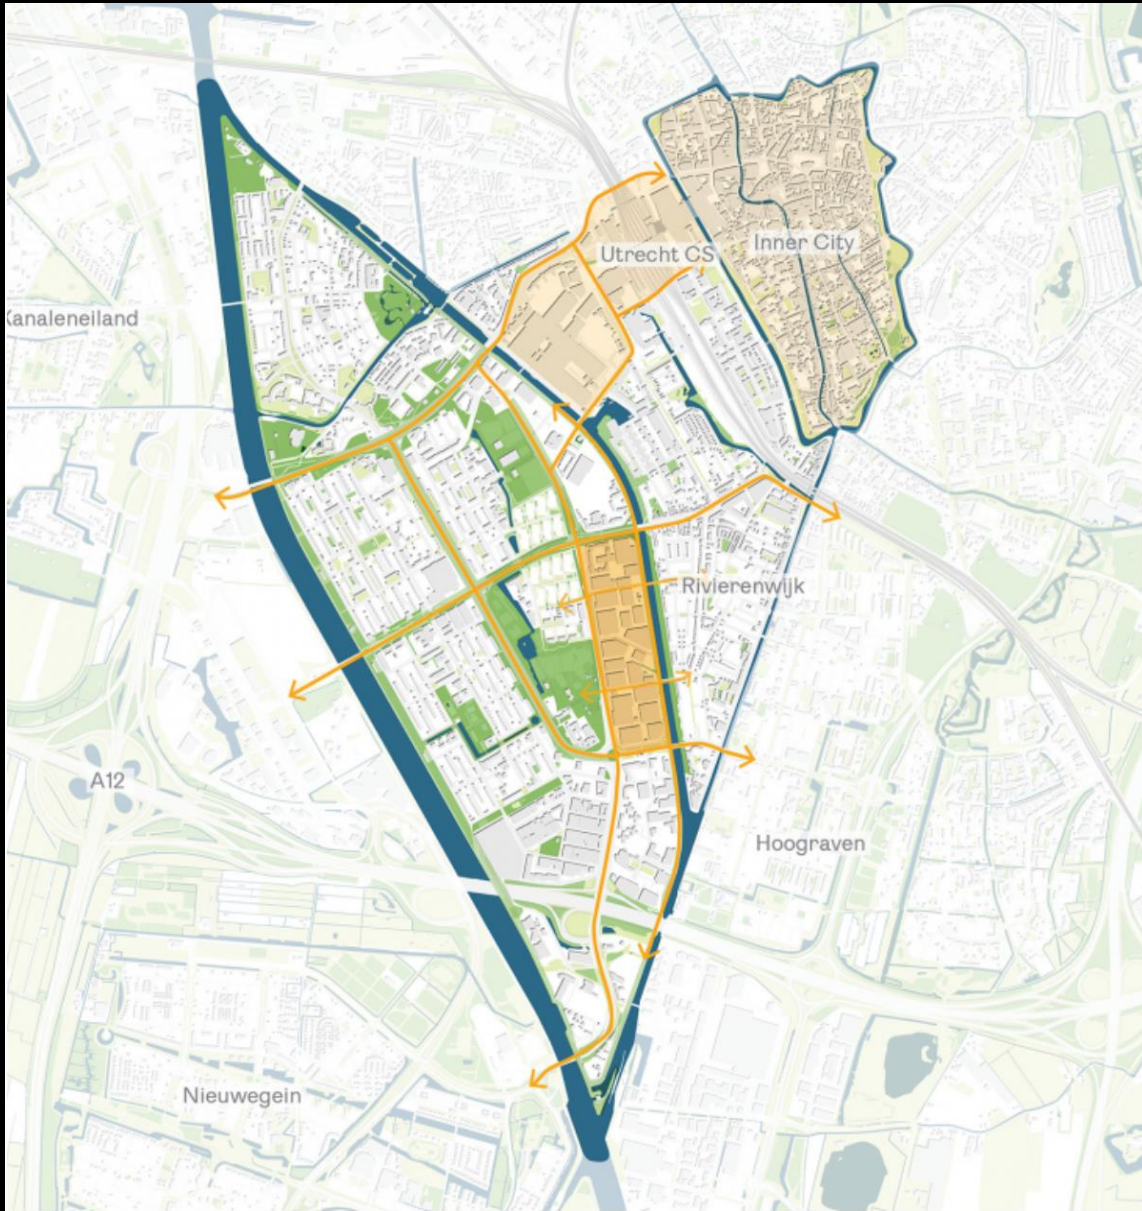 Inner City
Utrecht CS
Kanaleneiland
Rivierenwijk
A12
Hoograven
Nieuwegein